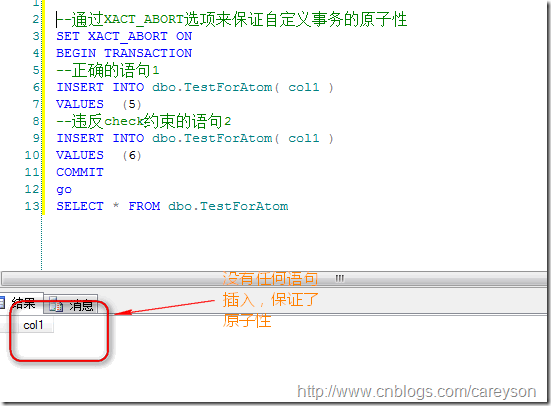 1
2 --通过XACT_ABORT选项来保证自定义事务的原子性
3 SET XACT_ABORT ON
4 BEGIN TRANSACTION
5 --正确的语句1
6 INSERT INTO dbo.TestForAtom( col1 )
7 VALUES (5)
8 --违反check约束的语句2
9 INSERT INTO dbo.TestForAtom( col1 )
10 VALUES (6)
11 COMMIT
12 go
13 SELECT * FROM dbo.TestForAtom
没有任何语句
插入，保证了
原子性
结果 消息
col1
http://www.cnblogs.com/careyson